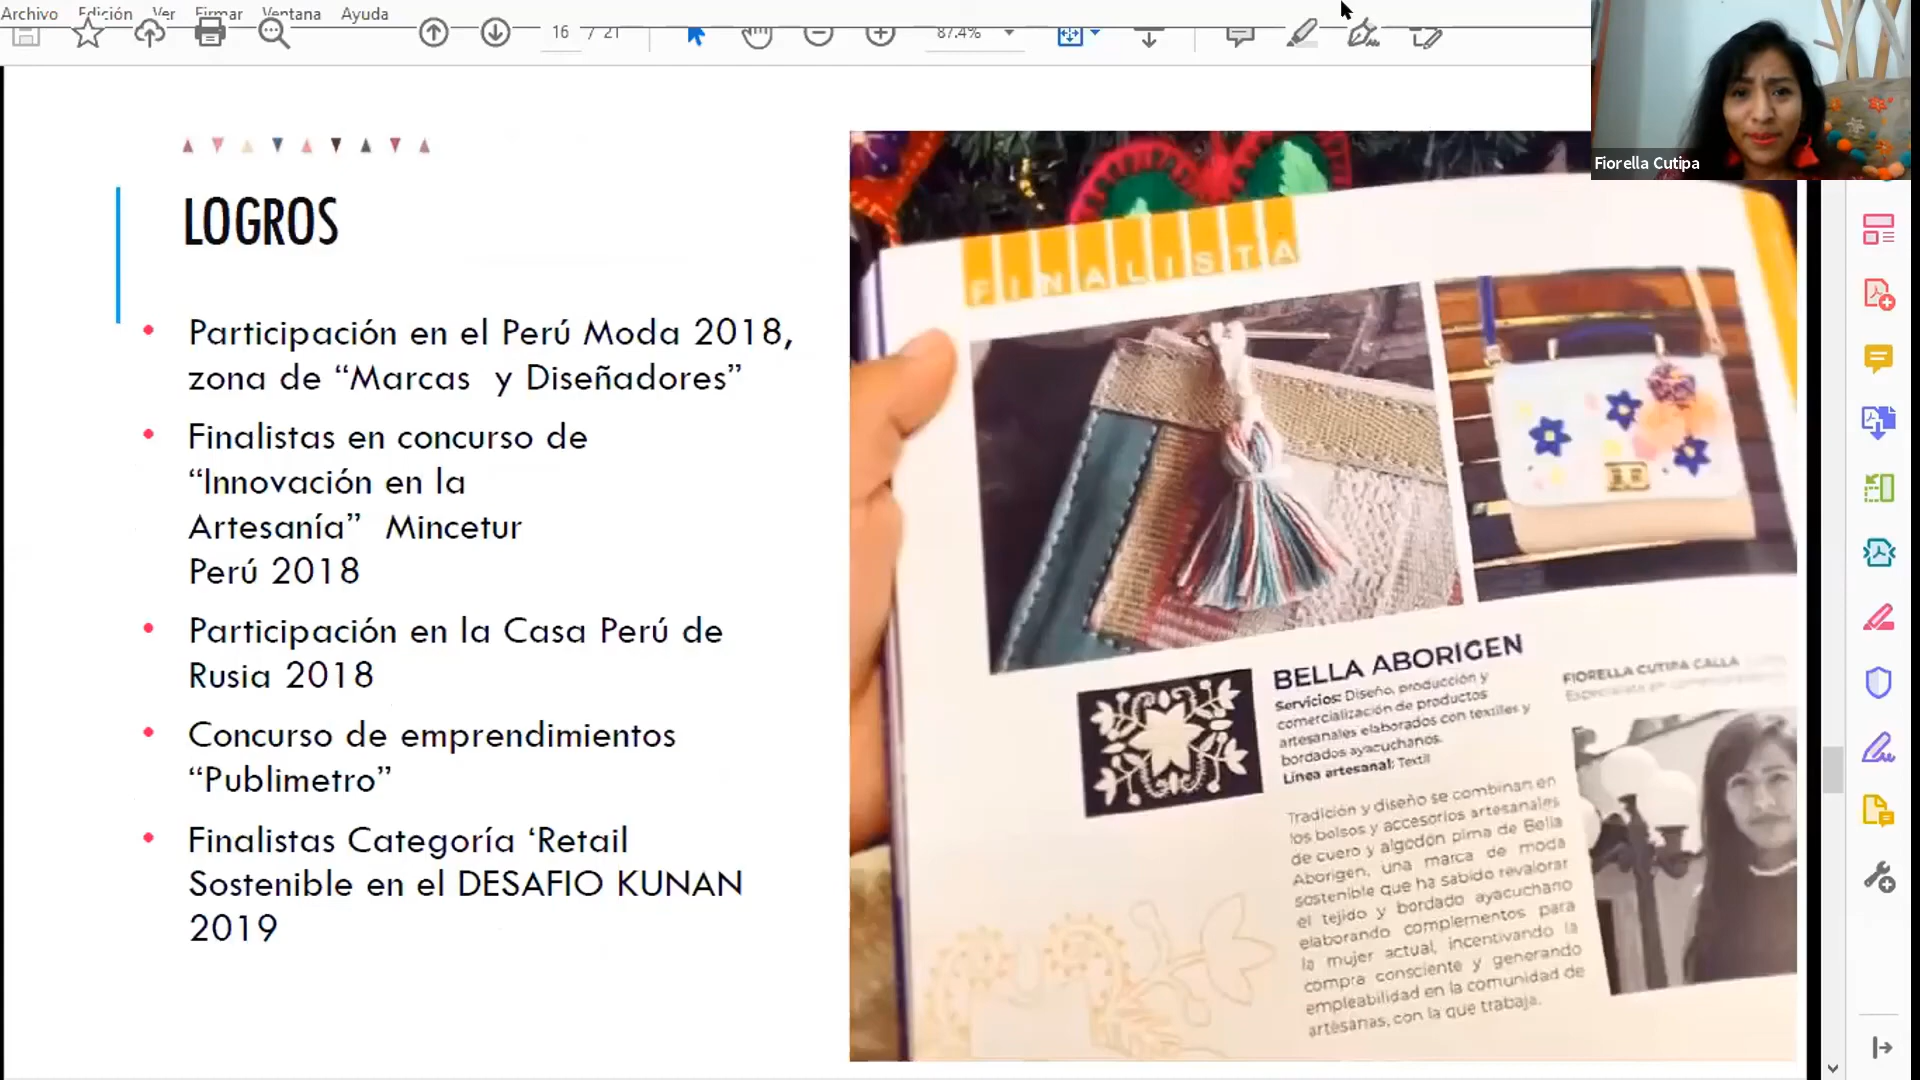 Archivo Edición Ver Firmar Ventana Ayuda
16 / 21
87.4%
Fiorella Cutipa
LOGROS
• Participación en el Perú Moda 2018,
zona de “Marcas y Diseñadores”
• Finalistas en concurso de
“Innovación en la
Artesanía” Mincetur
Perú 2018
• Participación en la Casa Perú de
Rusia 2018
• Concurso de emprendimientos
“Publimetro”
• Finalistas Categoría ‘Retail
Sostenible en el DESAFIO KUNAN
2019
FINALISTA
BELLA ABORIGEN
Servicios: Diseño, producción y
comercialización de productos
artesanales elaborados con textiles y
bordados ayacuchanos.
Línea artesanal: Textil
FIORELLA CUTIPA CALLA
Especialista en
Tradición y diseño se combinan en
los bolsos y accesorios artesanales
de cuero y algodón pima de Bella
Aborigen, una marca de moda
sostenible que ha sabido revalorar
el tejido y bordado ayacuchano
elaborando complementos para
la mujer actual, incentivando la
compra consciente y generando
empleabilidad en la comunidad de
artesanas, con la que trabaja.